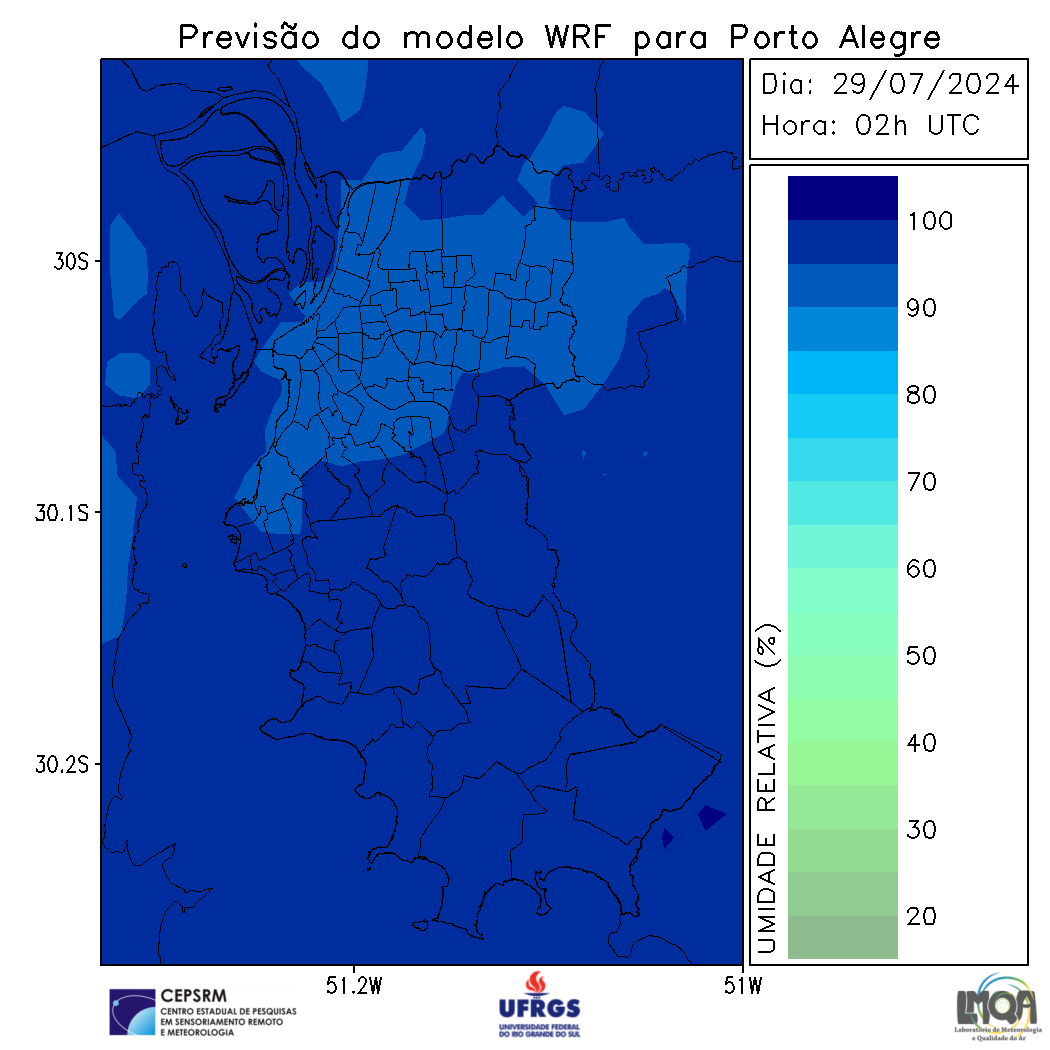 Previsão do modelo WRF para Porto Alegre
Dia: 29/07/2024
Hora: 02h UTC
30S
30.1S
30.2S
51.2W
51W
UMIDADE RELATIVA (%)
100
90
80
70
60
50
40
30
20
CEPSRM
CENTRO ESTADUAL DE PESQUISAS
EM SENSORIAMENTO REMOTO
E METEOROLOGIA
UFRGS
UNIVERSIDADE FEDERAL
DO RIO GRANDE DO SUL
LMQA
Laboratório de Meteorologia
e Qualidade do Ar